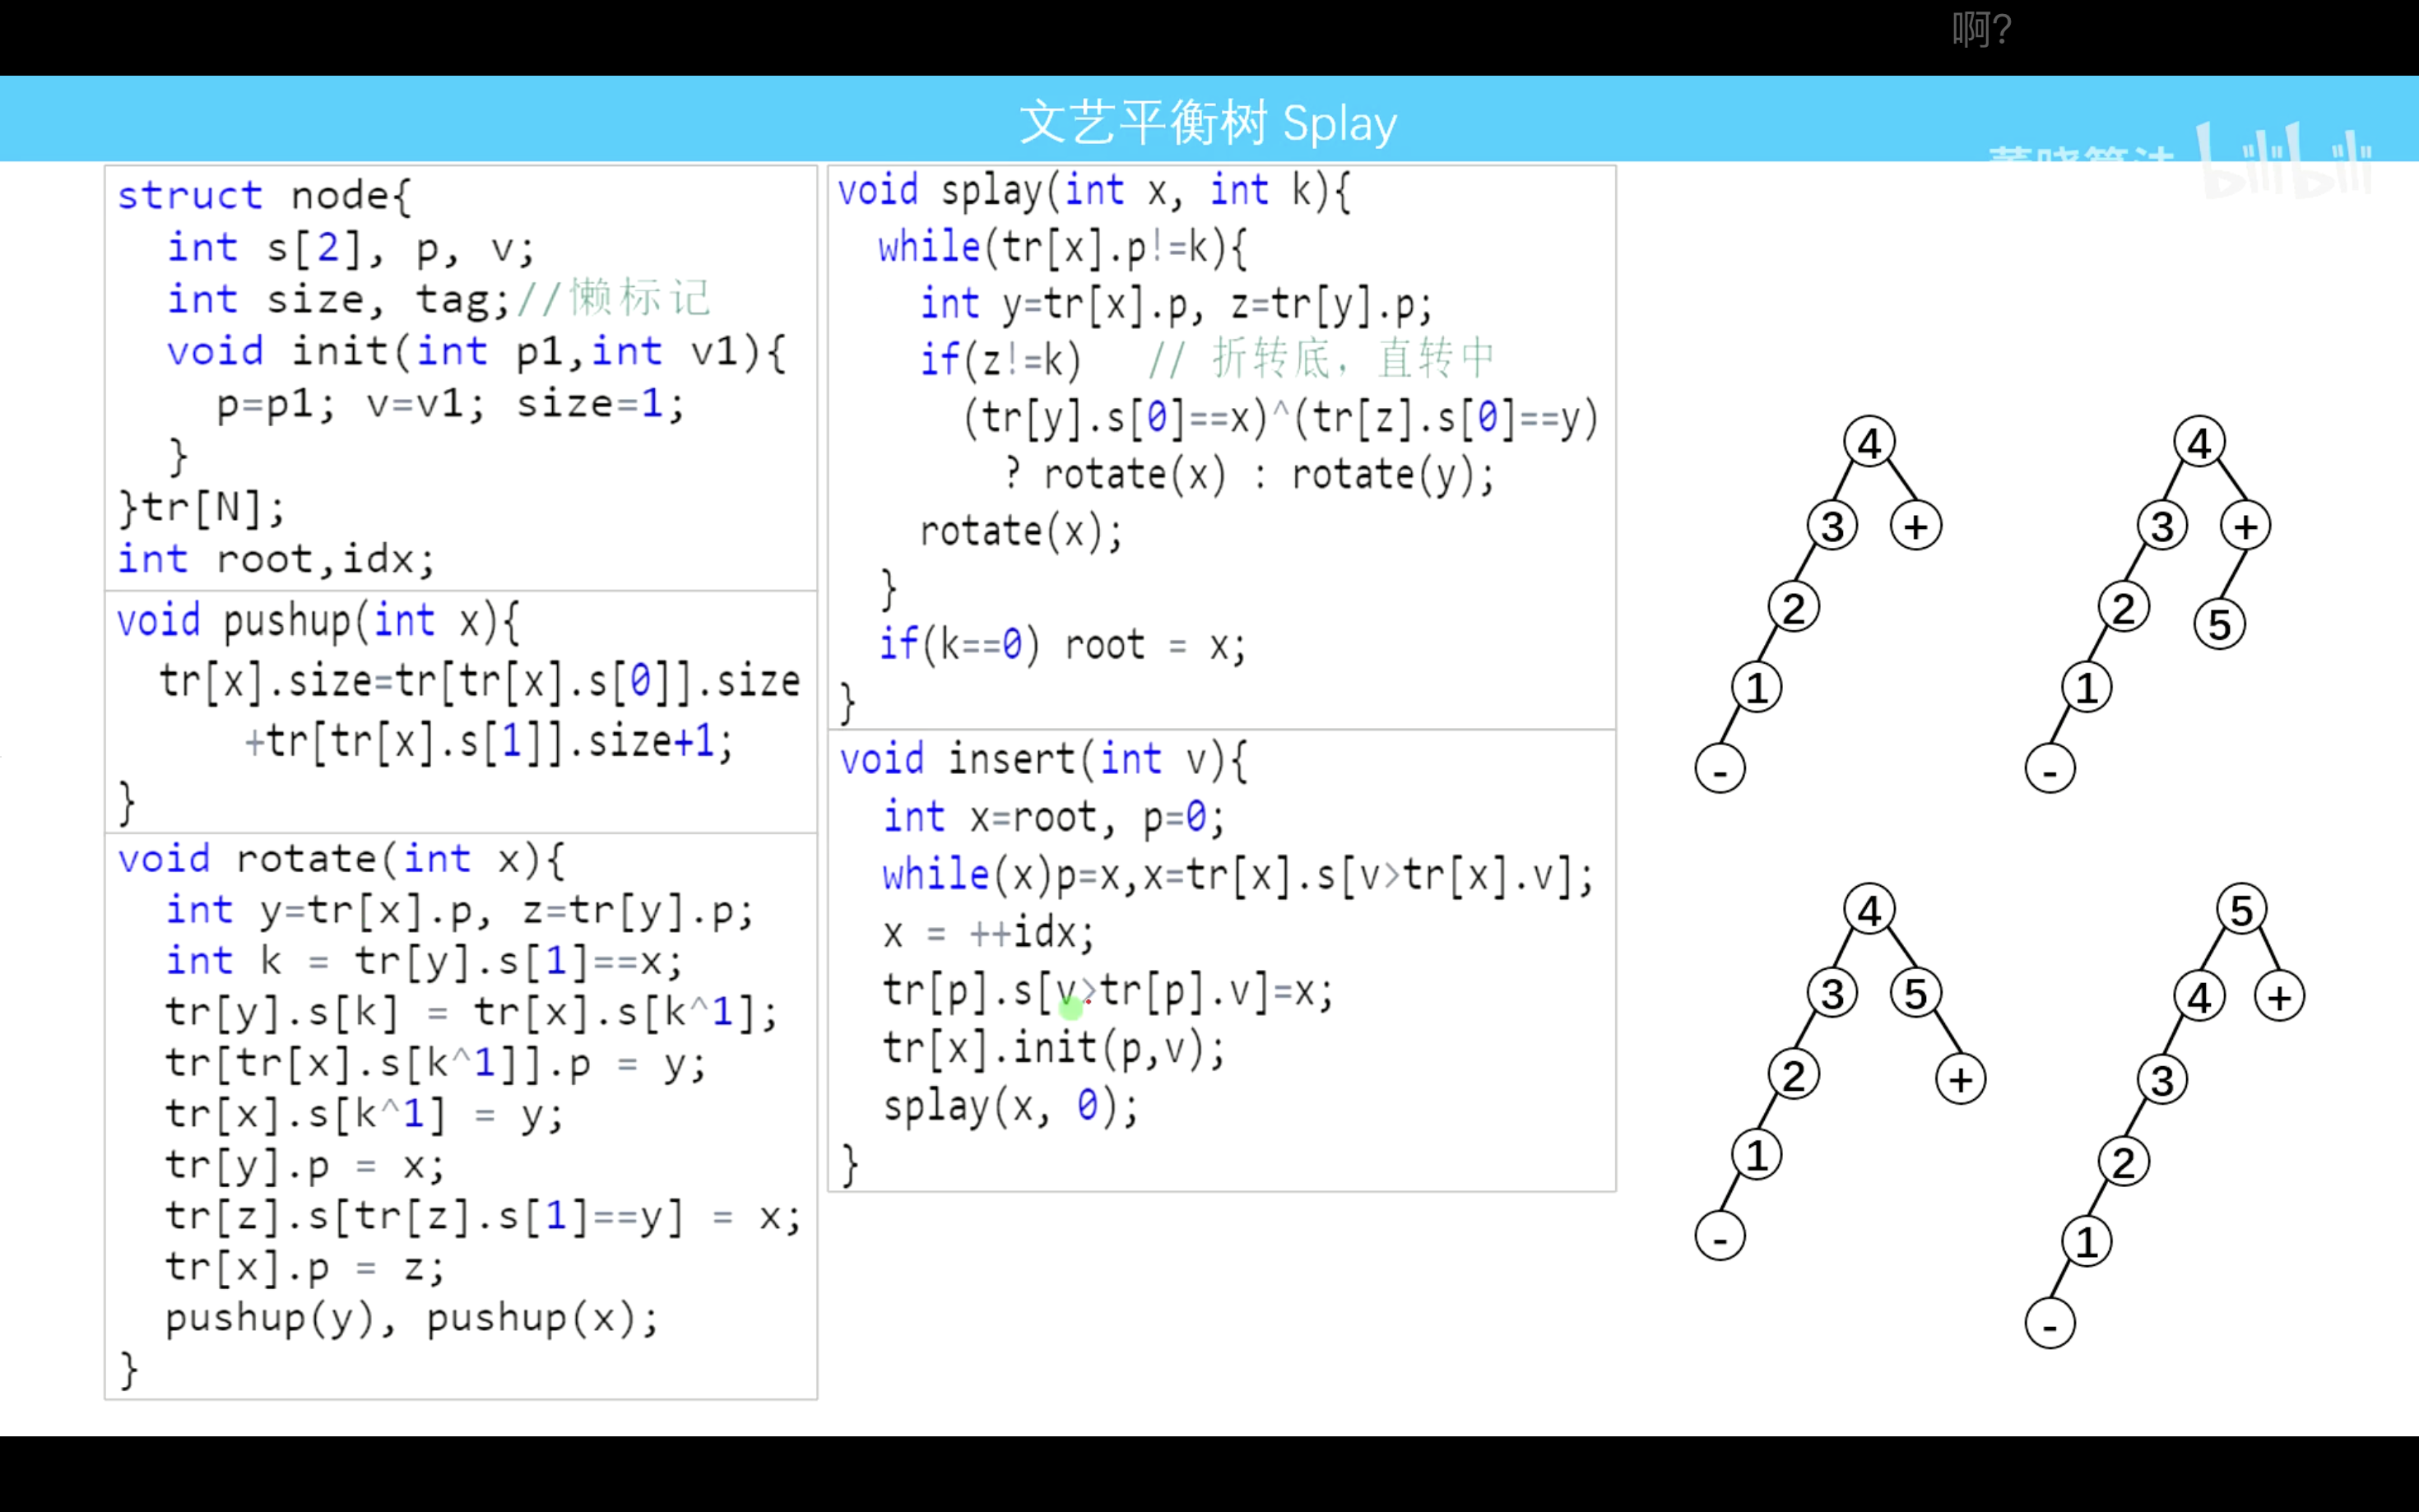 啊?
文艺平衡树 Splay
bilibili
struct node{
int s[2], p, v;
int size, tag;//懒标记
void init(int p1,int v1){
p=p1; v=v1; size=1;
}
}tr[N];
int root,idx;
void pushup(int x){
tr[x].size=tr[tr[x].s[0]].size
+tr[tr[x].s[1]].size+1;
}
void rotate(int x){
int y=tr[x].p, z=tr[y].p;
int k = tr[y].s[1]==x;
tr[y].s[k] = tr[x].s[k^1];
tr[tr[x].s[k^1]].p = y;
tr[x].s[k^1] = y;
tr[y].p = x;
tr[z].s[tr[z].s[1]==y] = x;
tr[x].p = z;
pushup(y), pushup(x);
}
void splay(int x, int k){
while(tr[x].p!=k){
int y=tr[x].p, z=tr[y].p;
if(z!=k) // 折转底，直转中
(tr[y].s[0]==x)^(tr[z].s[0]==y)
? rotate(x) : rotate(y);
rotate(x);
}
if(k==0) root = x;
}
void insert(int v){
int x=root, p=0;
while(x)p=x,x=tr[x].s[v>tr[x].v];
x = ++idx;
tr[p].s[v>tr[p].v]=x;
tr[x].init(p,v);
splay(x, 0);
}
4
3 +
2
1
-
4
3 +
2 5
1
-
4
3 5
2 +
1
-
5
4 +
3
2
1
-